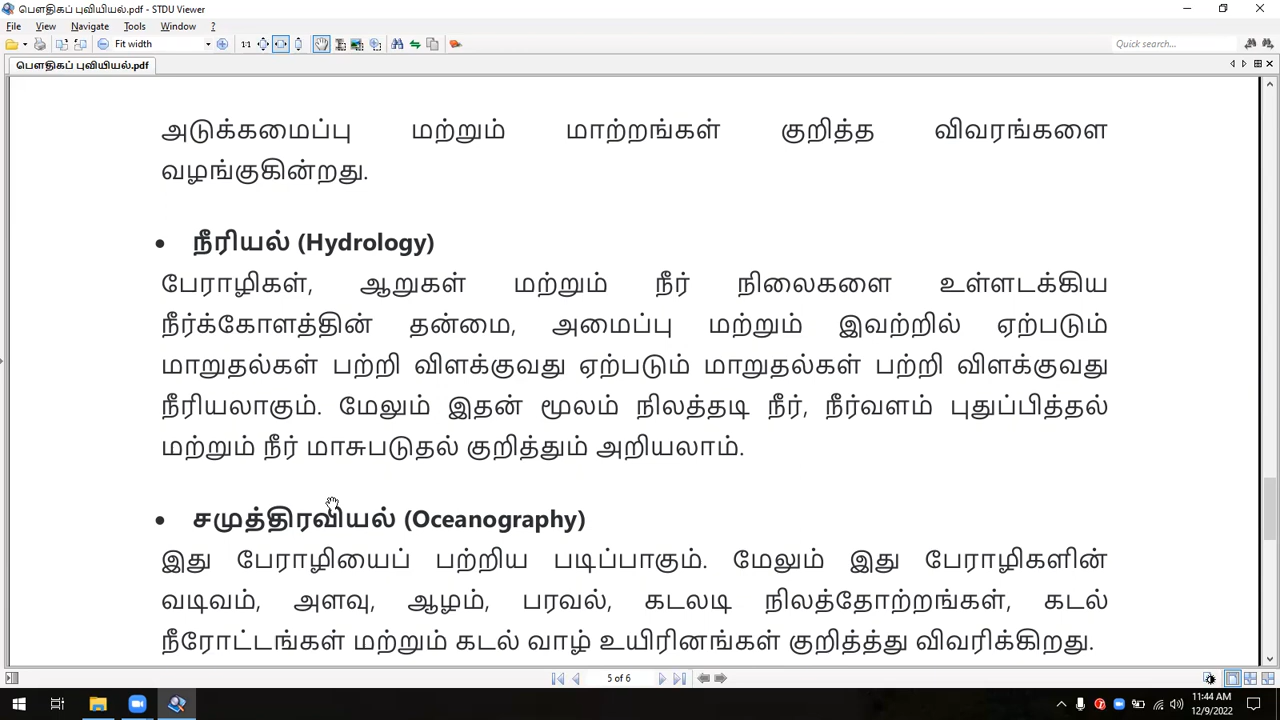 பௌதிகப் புவியியல்.pdf - STDU Viewer
File View Navigate Tools Window ?
Fit width
1:1
Quick search...
பௌதிகப் புவியியல்.pdf
அடுக்கமைப்பு மற்றும் மாற்றங்கள் குறித்த விவரங்களை
வழங்குகின்றது.
• நீரியல் (Hydrology)
பேராழிகள், ஆறுகள் மற்றும் நீர் நிலைகளை உள்ளடக்கிய
நீர்க்கோளத்தின் தன்மை, அமைப்பு மற்றும் இவற்றில் ஏற்படும்
மாறுதல்கள் பற்றி விளக்குவது ஏற்படும் மாறுதல்கள் பற்றி விளக்குவது
நீரியலாகும். மேலும் இதன் மூலம் நிலத்தடி நீர், நீர்வளம் புதுப்பித்தல்
மற்றும் நீர் மாசுபடுதல் குறித்தும் அறியலாம்.
• சமுத்திரவியல் (Oceanography)
இது பேராழியைப் பற்றிய படிப்பாகும். மேலும் இது பேராழிகளின்
வடிவம், அளவு, ஆழம், பரவல், கடலடி நிலத்தோற்றங்கள், கடல்
நீரோட்டங்கள் மற்றும் கடல் வாழ் உயிரினங்கள் குறித்த்து விவரிக்கிறது.
5 of 6
11:44 AM
12/9/2022